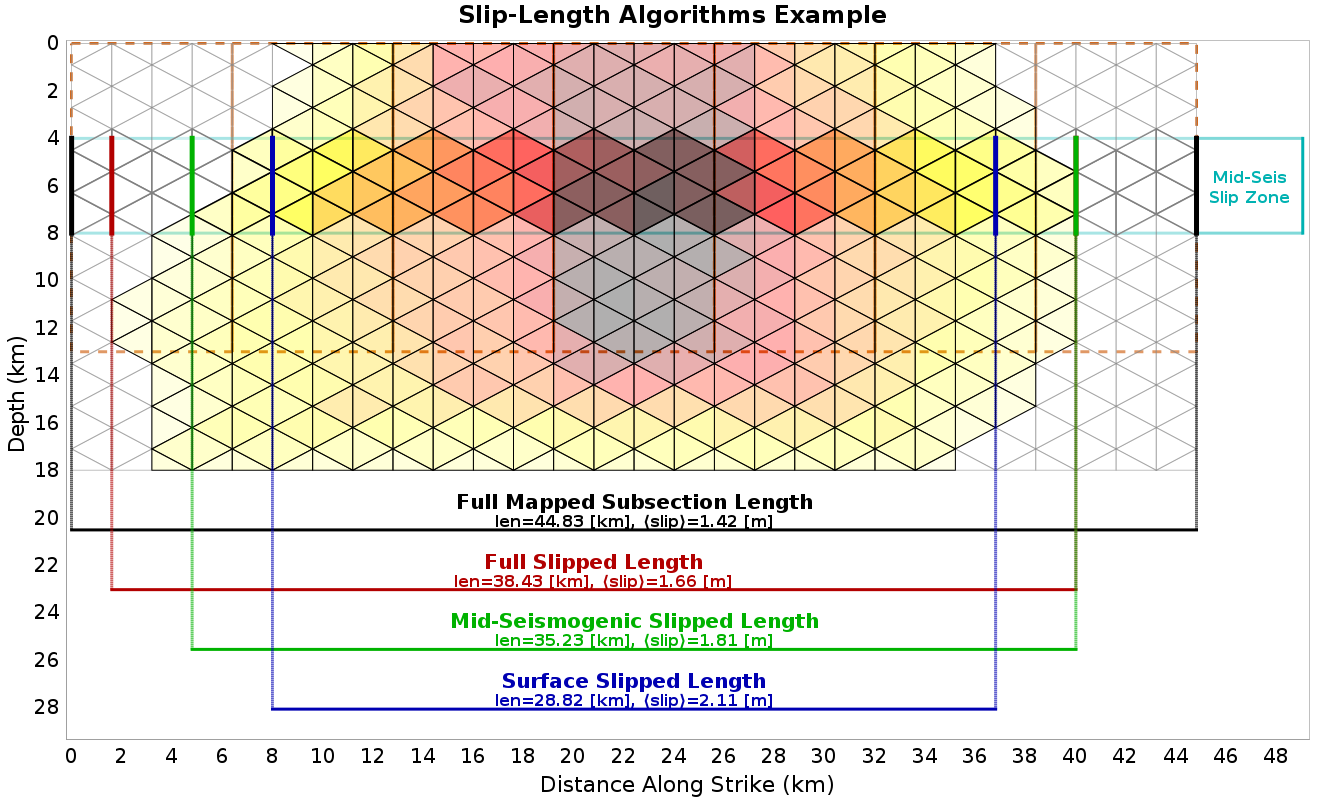 Slip-Length Algorithms Example
0
2
4
6
8
10
12
14
16
18
20
22
24
26
28
Depth (km)
Mid-Seis
Slip Zone
Full Mapped Subsection Length
len=44.83 [km], ⟨slip⟩=1.42 [m]
Full Slipped Length
len=38.43 [km], ⟨slip⟩=1.66 [m]
Mid-Seismogenic Slipped Length
len=35.23 [km], ⟨slip⟩=1.81 [m]
Surface Slipped Length
len=28.82 [km], ⟨slip⟩=2.11 [m]
0 2 4 6 8 10 12 14 16 18 20 22 24 26 28 30 32 34 36 38 40 42 44 46 48
Distance Along Strike (km)